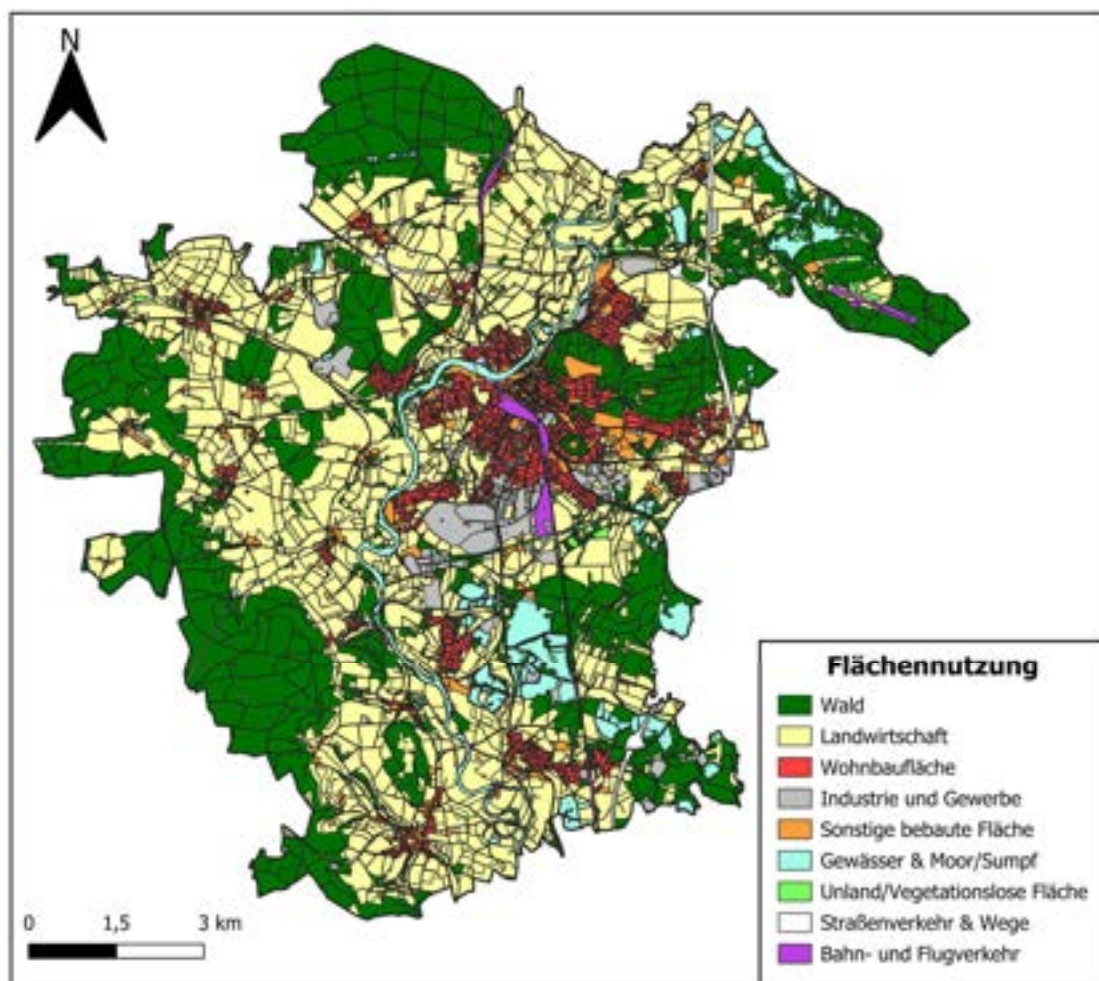 N
Flächennutzung
Wald
Landwirtschaft
Wohnbaufläche
Industrie und Gewerbe
Sonstige bebaute Fläche
Gewässer & Moor/Sumpf
Unland/Vegetationslose Fläche
Straßenverkehr & Wege
Bahn- und Flugverkehr
0 1,5 3 km